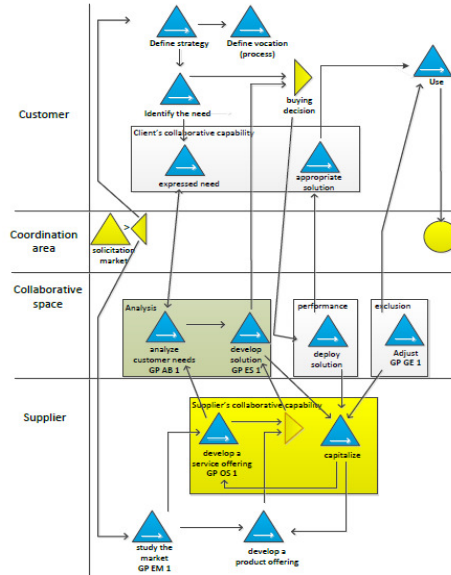 Define strategy
Define vocation
(process)
Customer
Identify the need
buying
decision
Use
Client's collaborative capability
expressed need
appropriate
solution
Coordination
area
>
solicitation
market
Collaborative
space
Analysis
performance
exclusion
analyze
customer needs
GP AB 1
develop
solution
GP ES 1
deploy
solution
Adjust
GP GE 1
Supplier
Supplier's collaborative capability
develop a
service offering
GP OS 1
capitalize
study the
market
GP EM 1
develop a
product offering